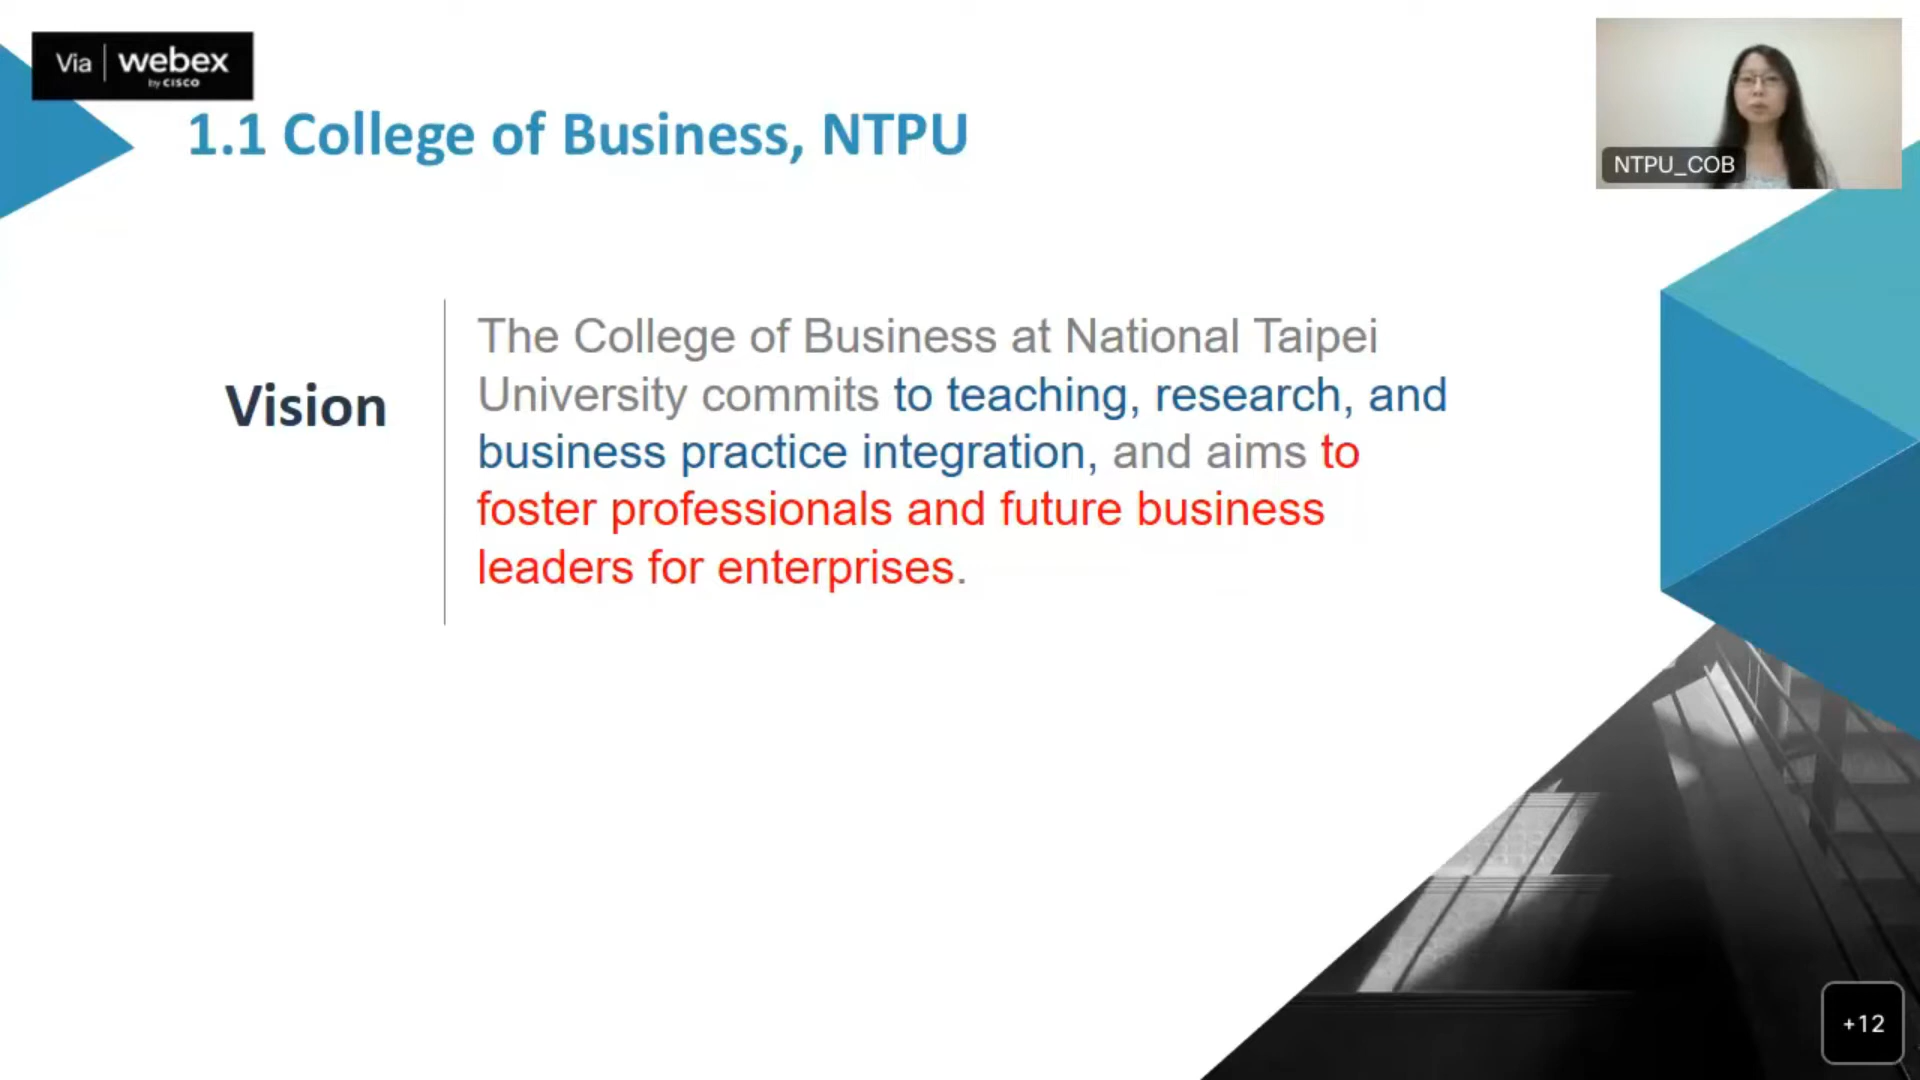 Via | webex
by CISCO
1.1 College of Business, NTPU
NTPU_COB
Vision
The College of Business at National Taipei
University commits to teaching, research, and
business practice integration, and aims to
foster professionals and future business
leaders for enterprises.
+12